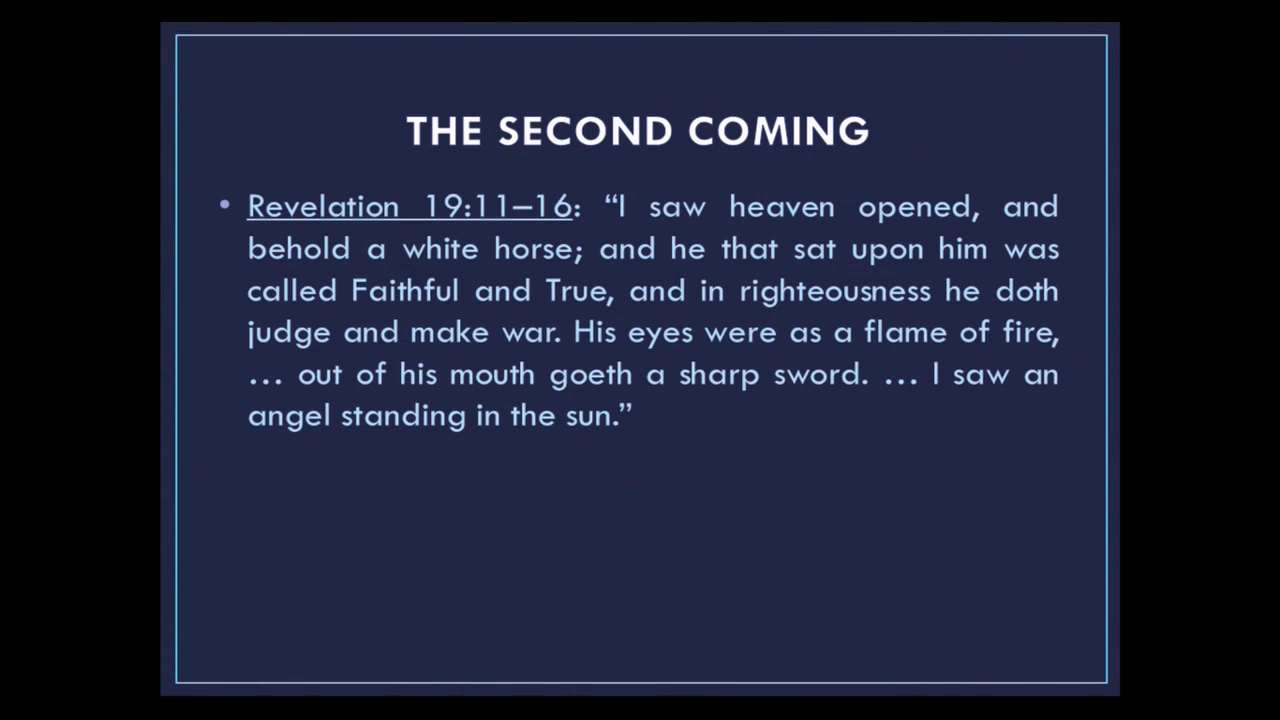 THE SECOND COMING
• Revelation 19:11–16: “I saw heaven opened, and
behold a white horse; and he that sat upon him was
called Faithful and True, and in righteousness he doth
judge and make war. His eyes were as a flame of fire,
… out of his mouth goeth a sharp sword. … I saw an
angel standing in the sun.”